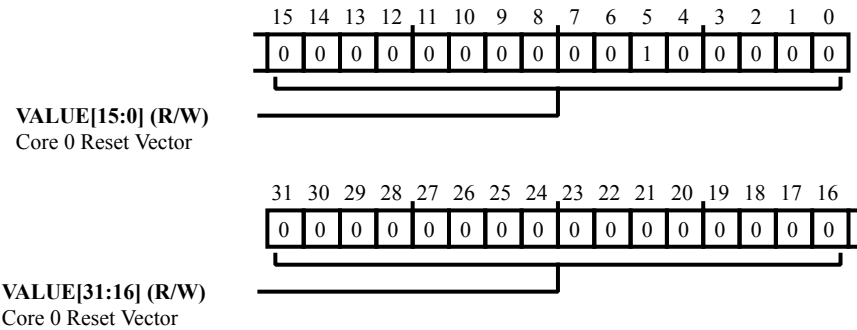 15 14 13 12 11 10 9 8 7 6 5 4 3 2 1 0
0 0 0 0 0 0 0 0 0 0 1 0 0 0 0 0
VALUE[15:0] (R/W)
Core 0 Reset Vector
31 30 29 28 27 26 25 24 23 22 21 20 19 18 17 16
0 0 0 0 0 0 0 0 0 0 0 0 0 0 0 0
VALUE[31:16] (R/W)
Core 0 Reset Vector